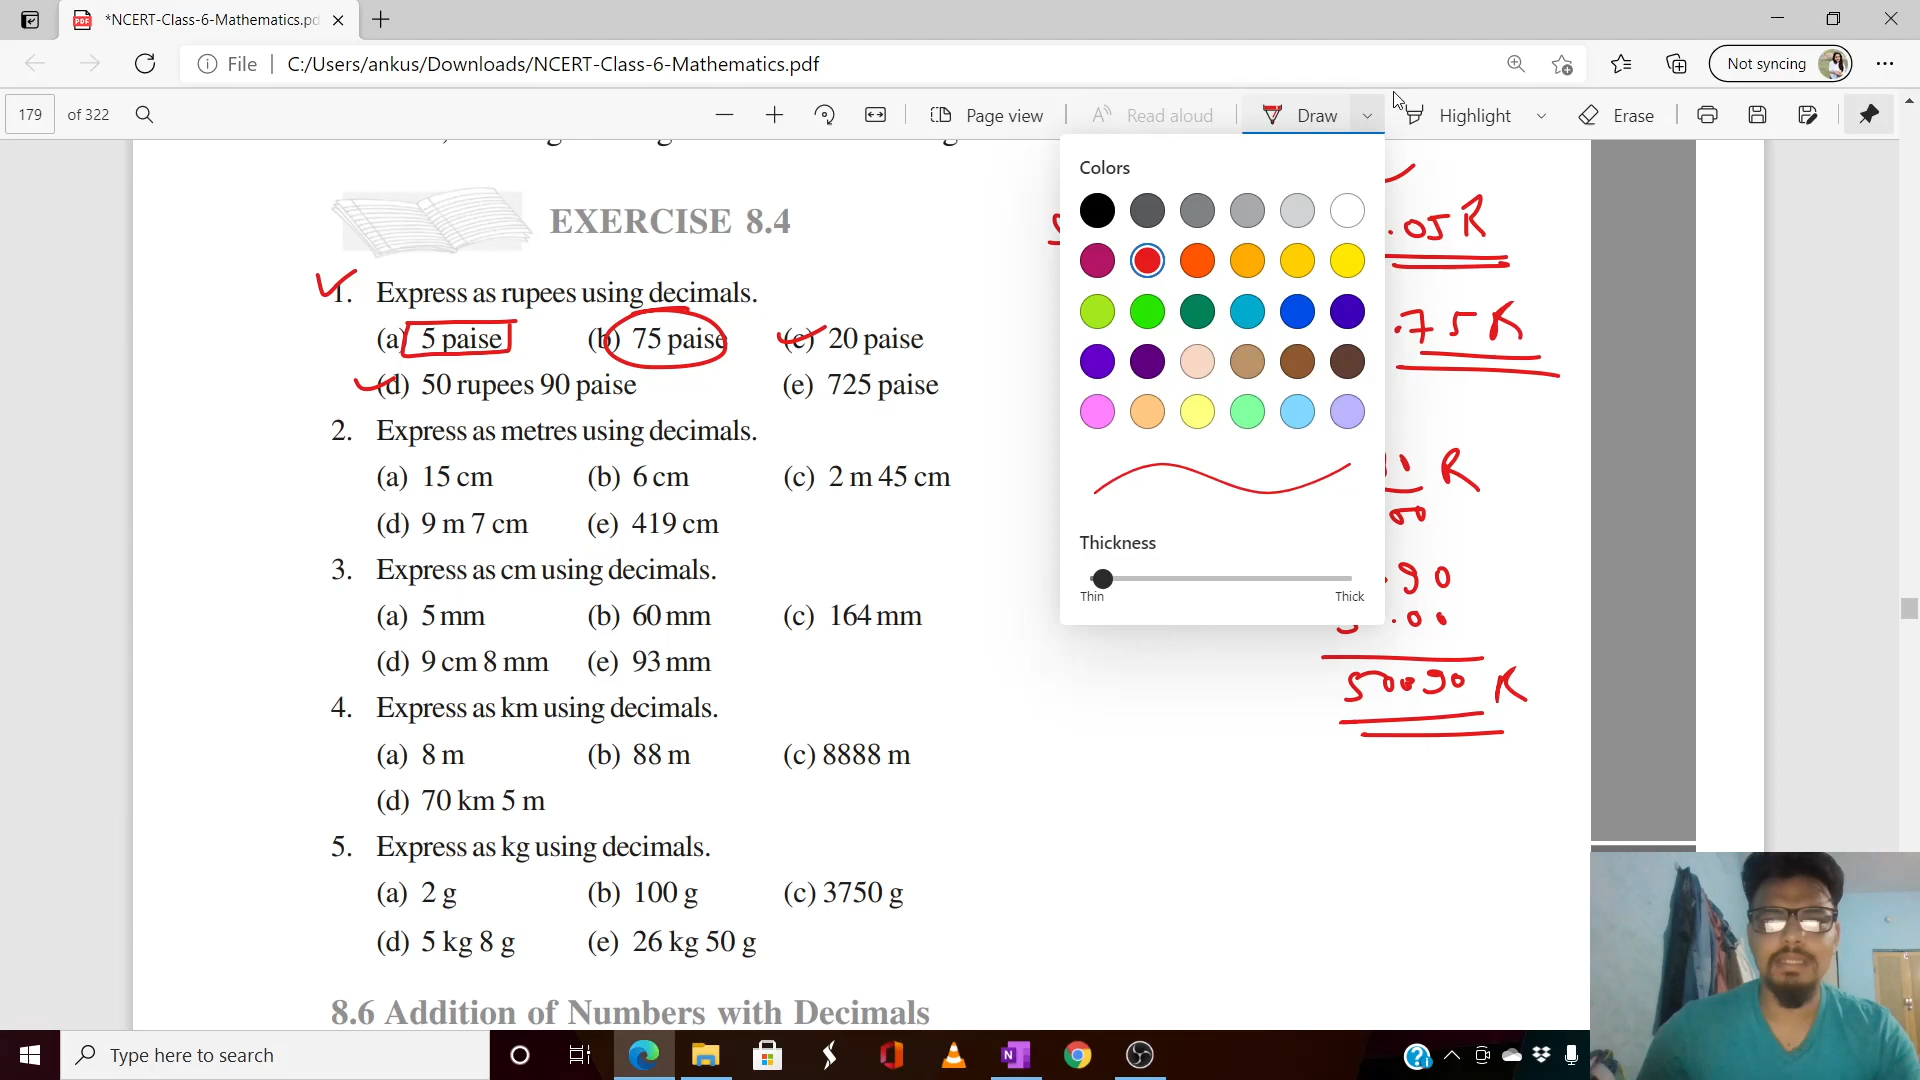 *NCERT-Class-6-Mathematics.pd
File
C:/Users/ankus/Downloads/NCERT-Class-6-Mathematics.pdf
Not syncing
179 of 322
Page view
Read aloud
Draw
Highlight
Erase
EXERCISE 8.4
1. Express as rupees using decimals.
(a) 5 paise (b) 75 paise (c) 20 paise
(d) 50 rupees 90 paise (e) 725 paise
2. Express as metres using decimals.
(a) 15 cm (b) 6 cm (c) 2 m 45 cm
(d) 9 m 7 cm (e) 419 cm
3. Express as cm using decimals.
(a) 5 mm (b) 60 mm (c) 164 mm
(d) 9 cm 8 mm (e) 93 mm
4. Express as km using decimals.
(a) 8 m (b) 88 m (c) 8888 m
(d) 70 km 5 m
5. Express as kg using decimals.
(a) 2 g (b) 100 g (c) 3750 g
(d) 5 kg 8 g (e) 26 kg 50 g
8.6 Addition of Numbers with Decimals
Colors
Thickness
Thin Thick
.05 R
.75 R
R
.90
.00
50.90 R
Type here to search